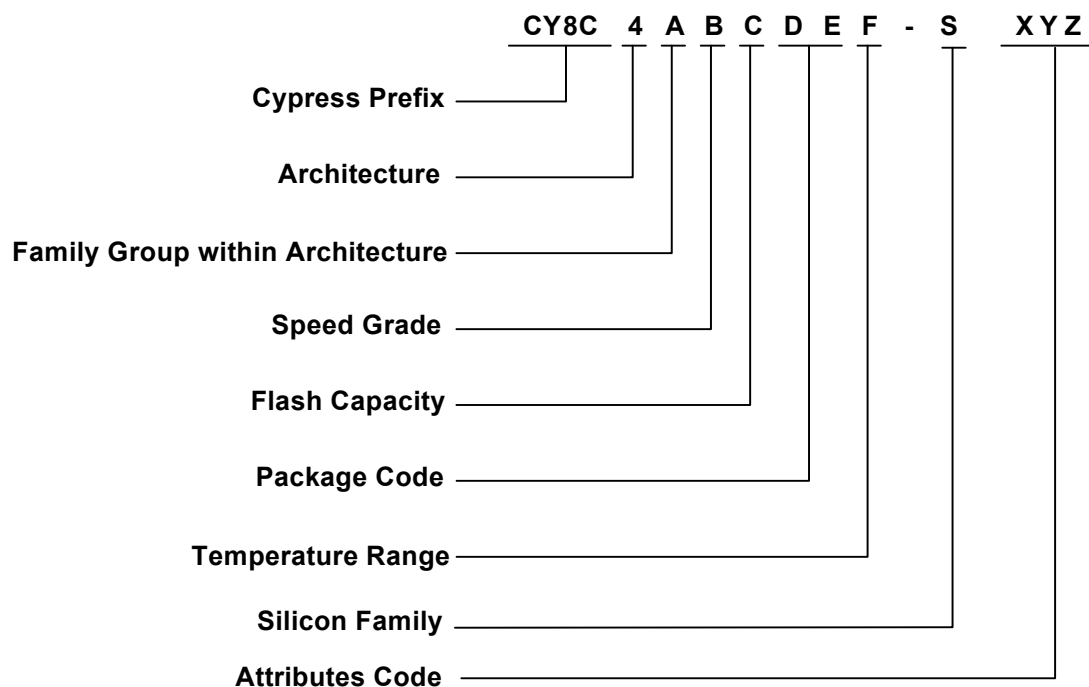 CY8C 4 A B C D E F - S X Y Z
Cypress Prefix
Architecture
Family Group within Architecture
Speed Grade
Flash Capacity
Package Code
Temperature Range
Silicon Family
Attributes Code